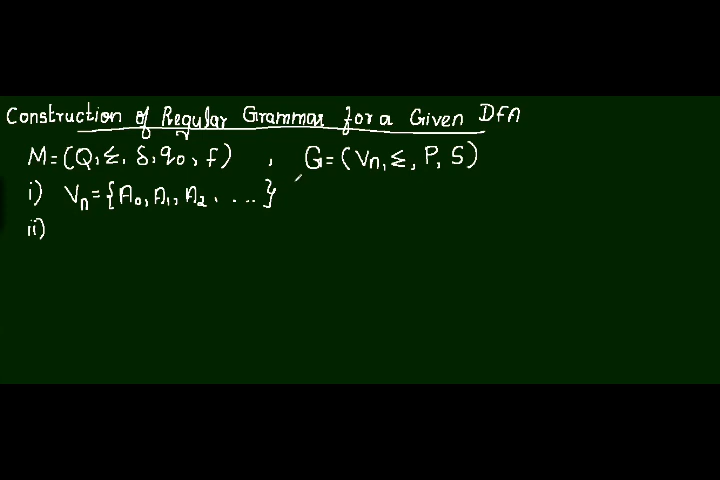 Construction of Regular Grammar for a Given DFA
M=(Q,Σ,δ,q₀,f) , G=(Vn,Σ,P,S)
i) Vn={A₀,A₁,A₂, ...}
ii)